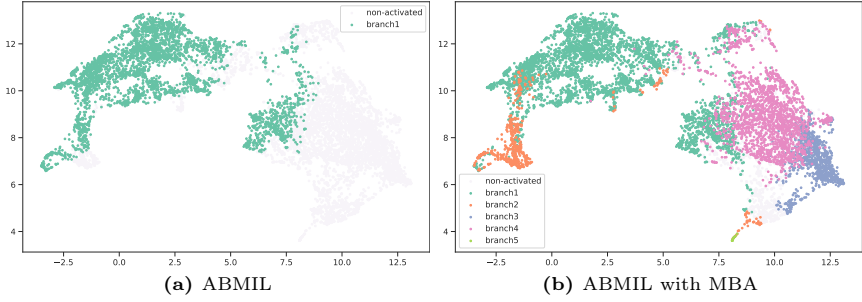 non-activated
branch1
12
10
8
6
4
−2.5
0.0
2.5
5.0
7.5
10.0
12.5
(a) ABMIL
12
10
8
6
4
non-activated
branch1
branch2
branch3
branch4
branch5
−2.5
0.0
2.5
5.0
7.5
10.0
12.5
(b) ABMIL with MBA